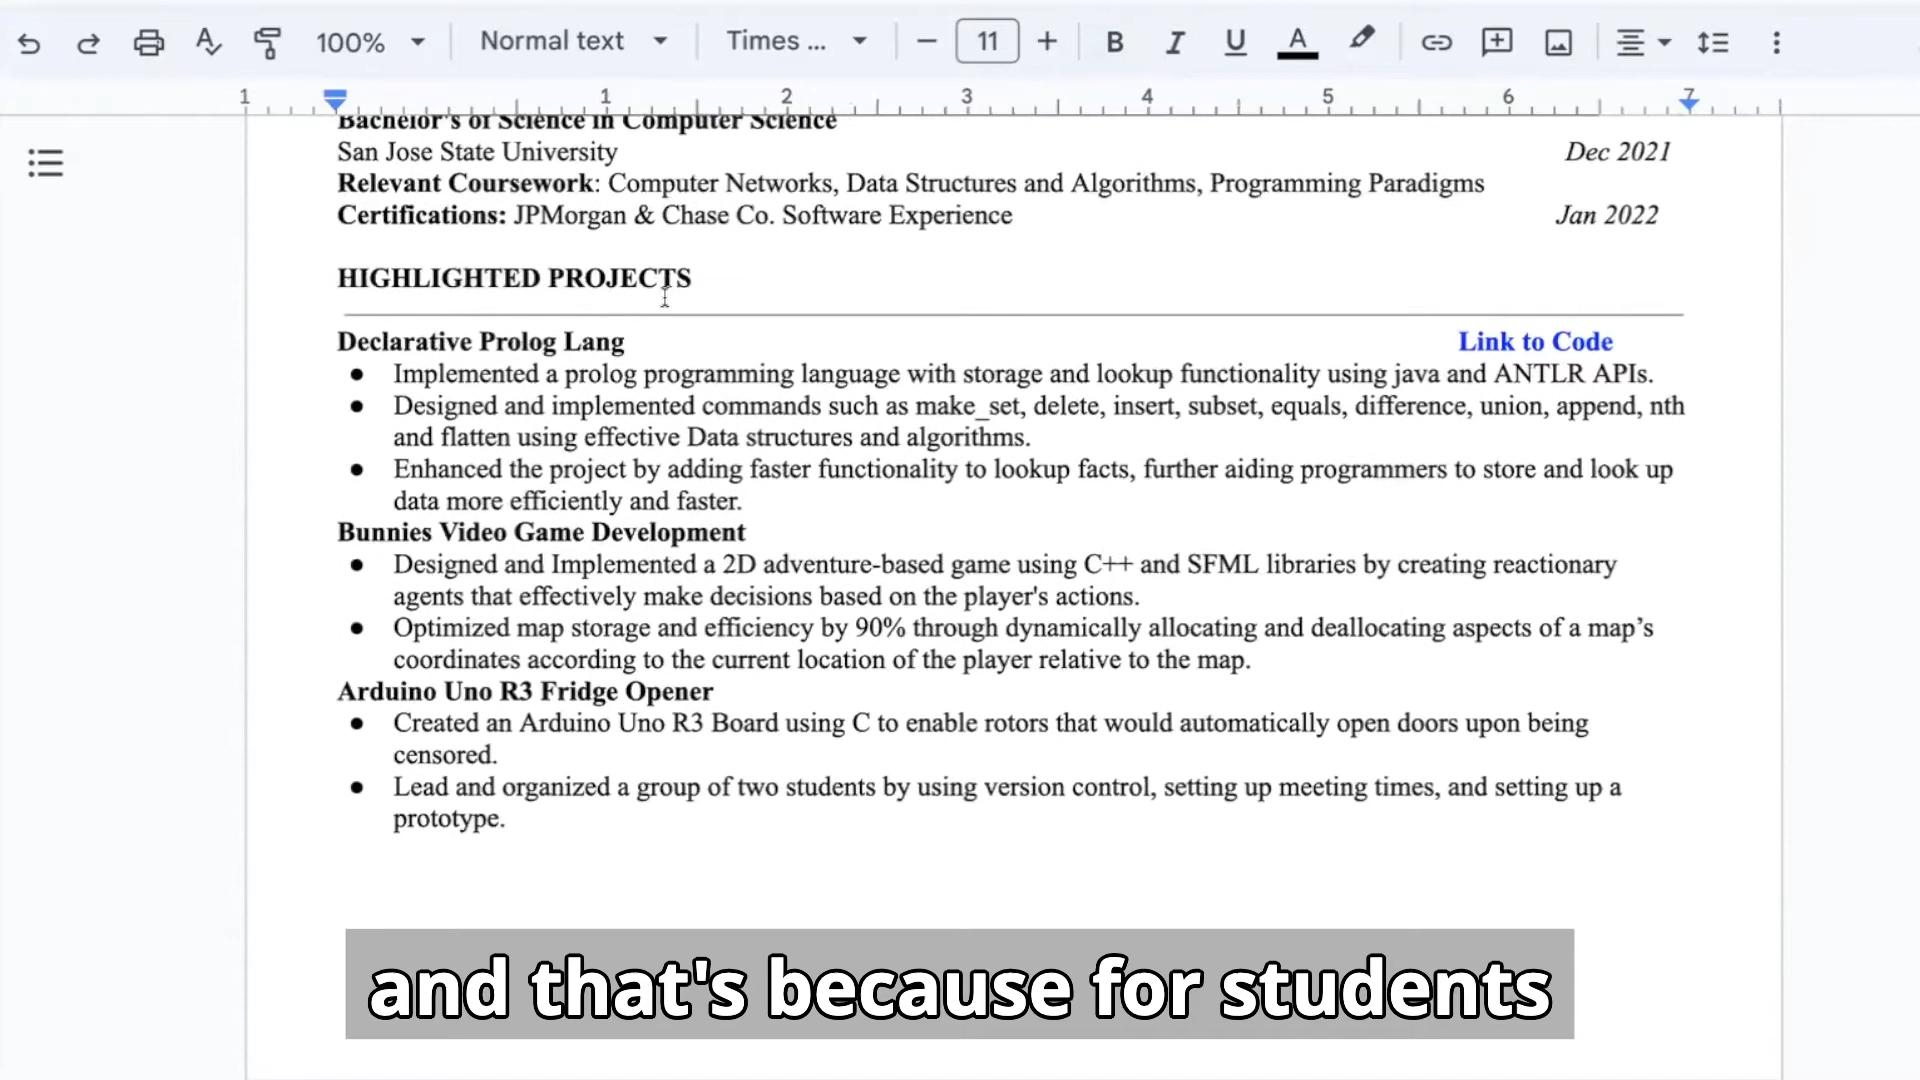 100% Normal text Times ... 11 B I U A
1 1 2 3 4 5 6 7
Bachelor's of Science in Computer Science
San Jose State University Dec 2021
Relevant Coursework: Computer Networks, Data Structures and Algorithms, Programming Paradigms
Certifications: JPMorgan & Chase Co. Software Experience Jan 2022
HIGHLIGHTED PROJECTS
Declarative Prolog Lang Link to Code
● Implemented a prolog programming language with storage and lookup functionality using java and ANTLR APIs.
● Designed and implemented commands such as make_set, delete, insert, subset, equals, difference, union, append, nth
and flatten using effective Data structures and algorithms.
● Enhanced the project by adding faster functionality to lookup facts, further aiding programmers to store and look up
data more efficiently and faster.
Bunnies Video Game Development
● Designed and Implemented a 2D adventure-based game using C++ and SFML libraries by creating reactionary
agents that effectively make decisions based on the player's actions.
● Optimized map storage and efficiency by 90% through dynamically allocating and deallocating aspects of a map’s
coordinates according to the current location of the player relative to the map.
Arduino Uno R3 Fridge Opener
● Created an Arduino Uno R3 Board using C to enable rotors that would automatically open doors upon being
censored.
● Lead and organized a group of two students by using version control, setting up meeting times, and setting up a
prototype.
and that's because for students